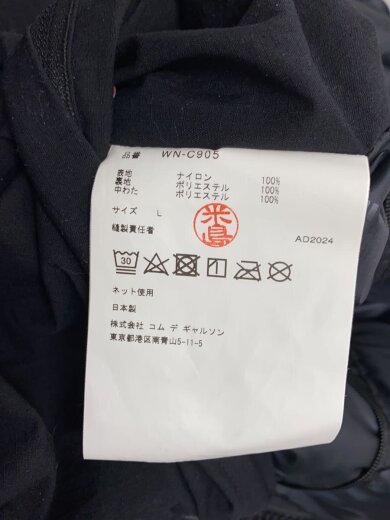 品番 WN-C905
表地 ナイロン 100%
裏地 ポリエステル 100%
中わた ポリエステル 100%
サイズ L
米島
縫製責任者
AD2024
30
ネット使用
日本製
株式会社 コム デ ギャルソン
東京都港区南青山5-11-5